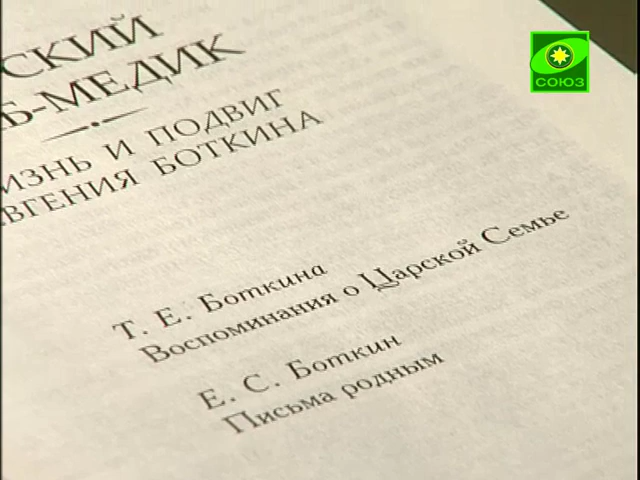 СКИЙ
Б-МЕДИК
ИЗНЬ И ПОДВИГ
ВГЕНИЯ БОТКИНА
Т. Е. Боткина
Воспоминания о Царской Семье
Е. С. Боткин
Письма родным
СОЮЗ